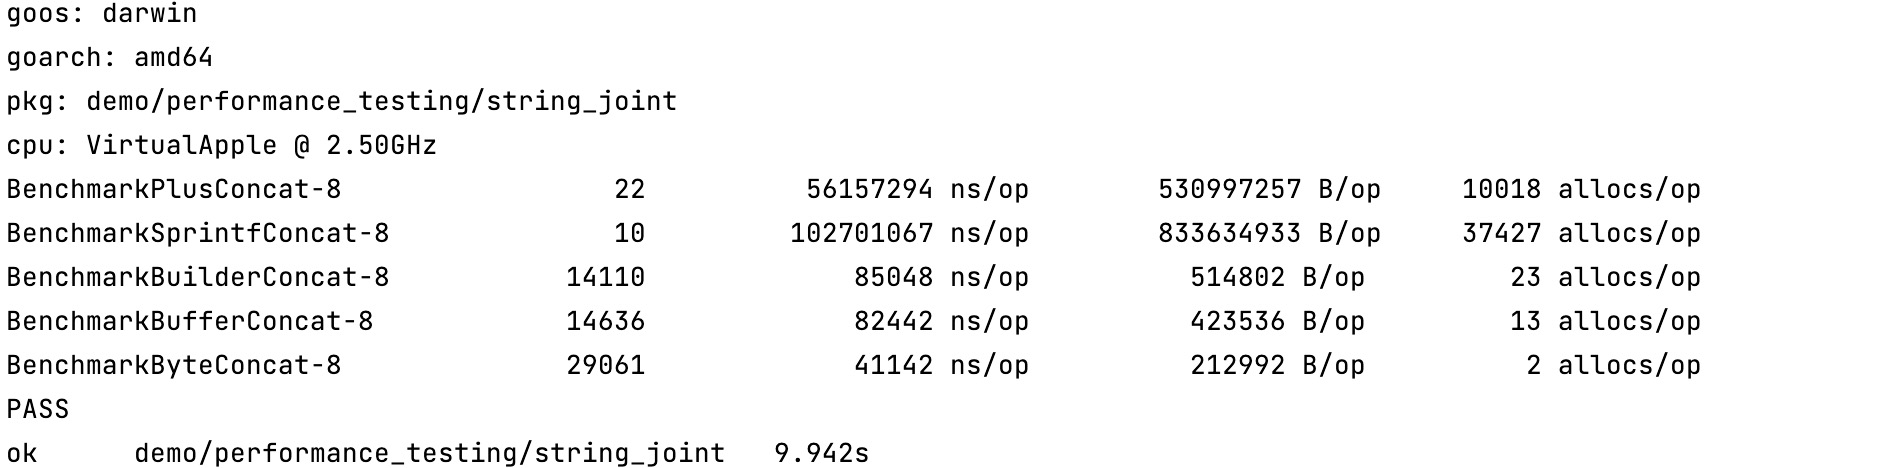 goos: darwin
goarch: amd64
pkg: demo/performance_testing/string_joint
cpu: VirtualApple @ 2.50GHz
BenchmarkPlusConcat-8                 22          56157294 ns/op        530997257 B/op     10018 allocs/op
BenchmarkSprintfConcat-8              10         102701067 ns/op        833634933 B/op     37427 allocs/op
BenchmarkBuilderConcat-8           14110             85048 ns/op          514802 B/op         23 allocs/op
BenchmarkBufferConcat-8            14636             82442 ns/op          423536 B/op         13 allocs/op
BenchmarkByteConcat-8              29061             41142 ns/op          212992 B/op          2 allocs/op
PASS
ok      demo/performance_testing/string_joint   9.942s